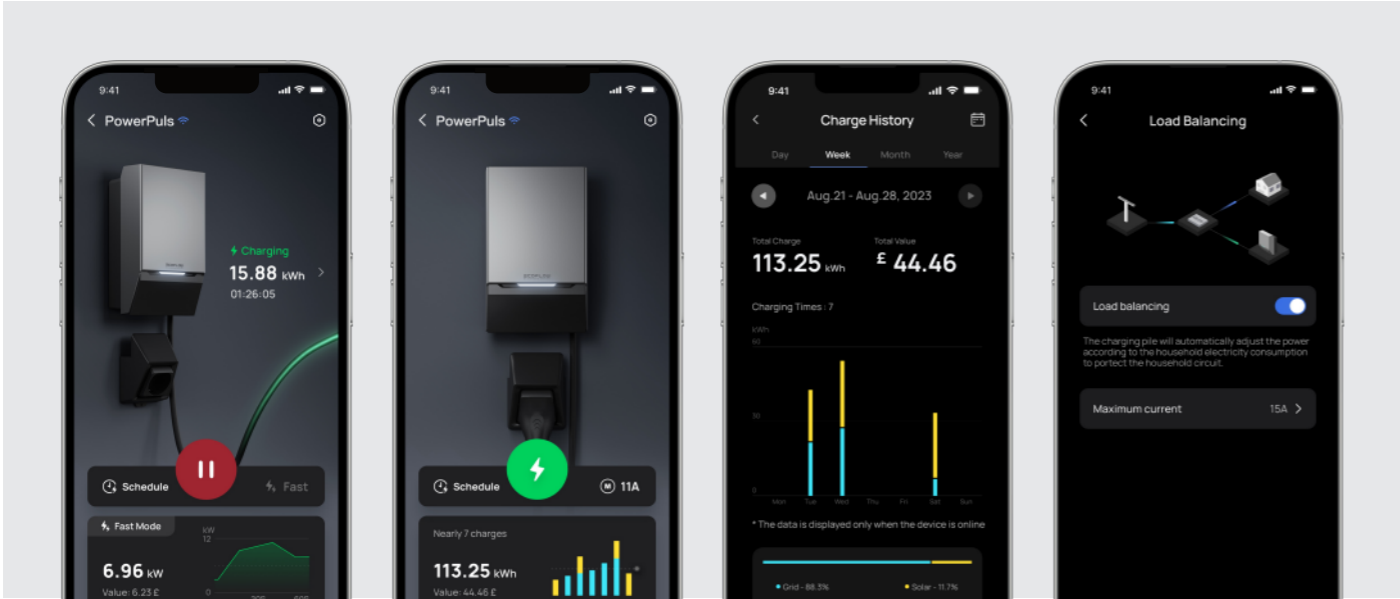 9:41
PowerPuls
Charging
15.88 kWh
01:26:05
Schedule
Fast
Fast Mode
6.96 kW
Value: 6.23 £
kW
12
0
30S
60S
9:41
PowerPuls
Schedule
M 11A
Nearly 7 charges
113.25 kWh
Value: 44.46 £
9:41
Charge History
Day Week Month Year
Aug.21 - Aug.28, 2023
Total Charge Total Value
113.25 kWh £ 44.46
Charging Times : 7
kWh
60
30
0
Mon Tue Wed Thu Fri Sat Sun
* The data is displayed only when the device is online
Grid - 88.3% Solar - 11.7%
9:41
Load Balancing
Load balancing
The charging pile will automatically adjust the power
according to the household electricity consumption
to portect the household circuit.
Maximum current 15A